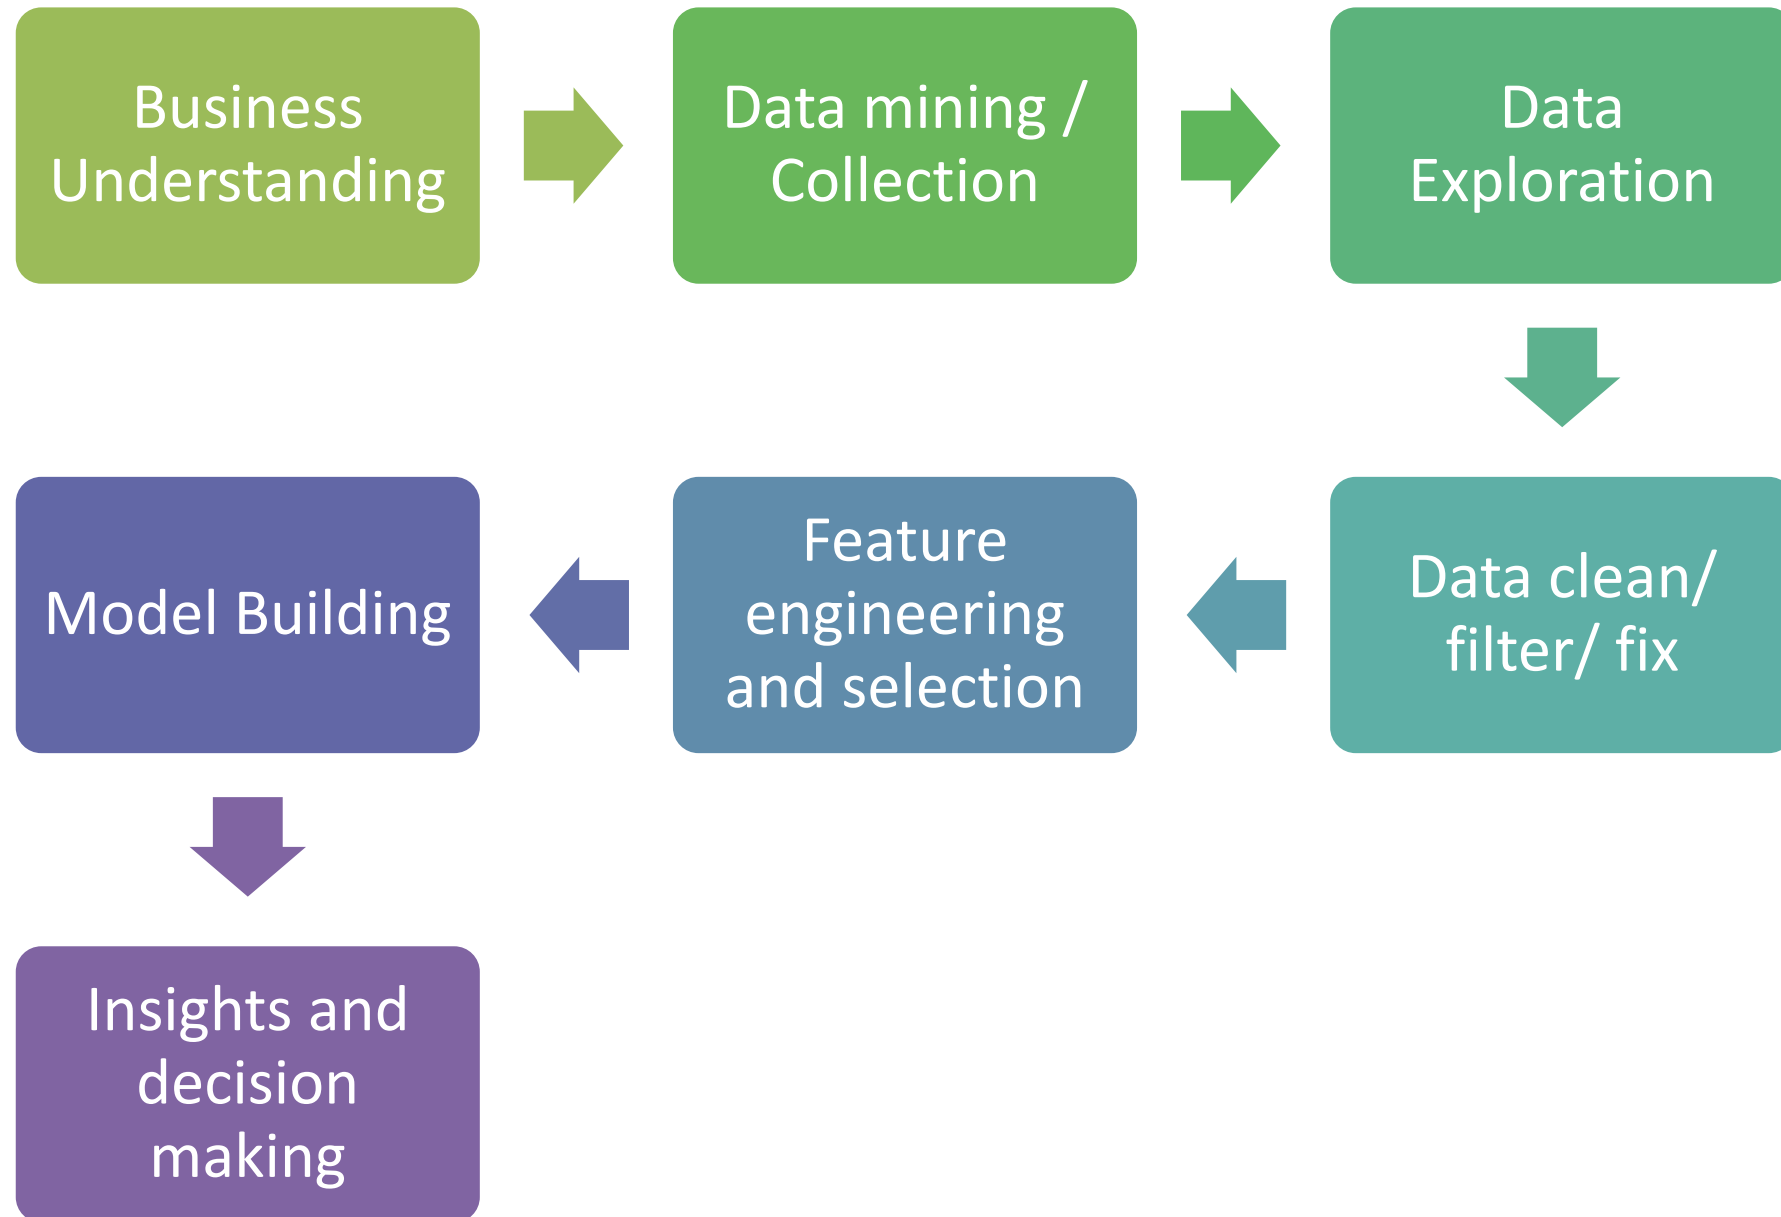 Business
Understanding
Data mining /
Collection
Data
Exploration
Data clean/
filter/ fix
Feature
engineering
and selection
Model Building
Insights and
decision
making